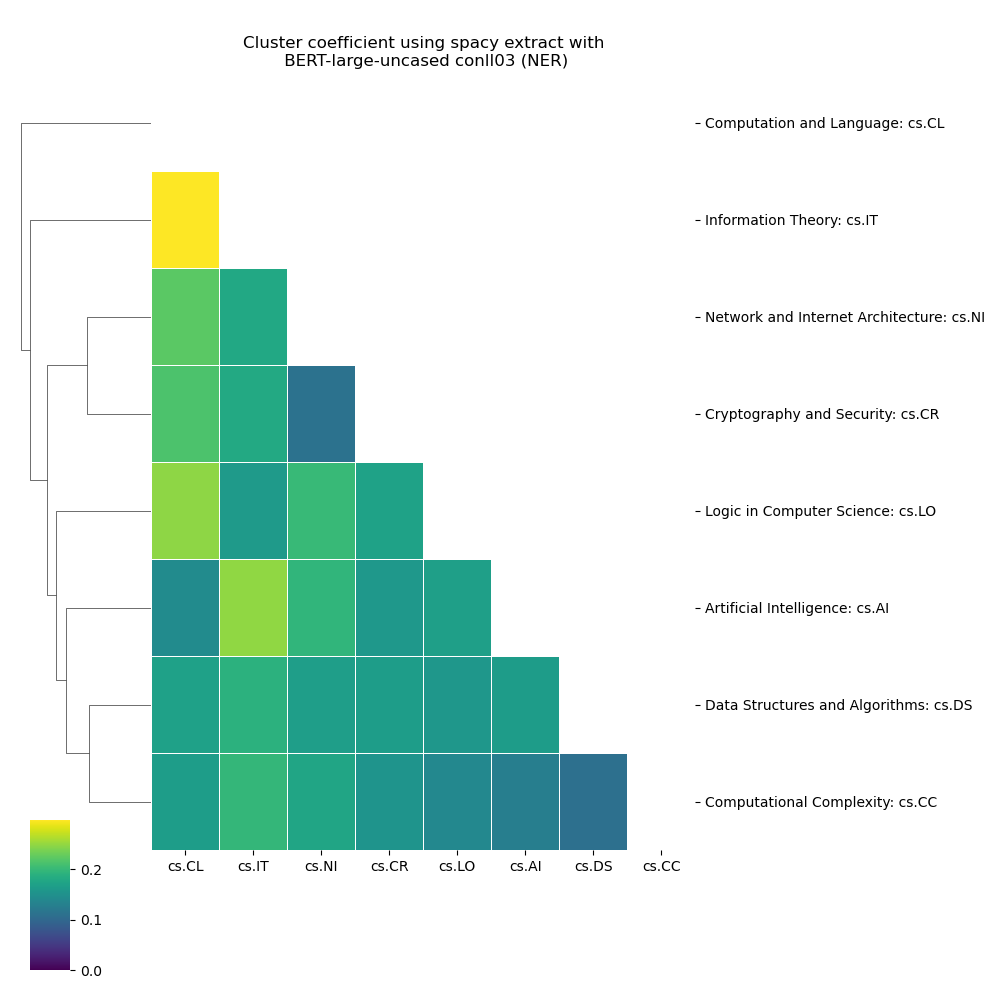 Cluster coefficient using spacy extract with
BERT-large-uncased conll03 (NER)
Computation and Language: cs.CL
Information Theory: cs.IT
Network and Internet Architecture: cs.NI
Cryptography and Security: cs.CR
Logic in Computer Science: cs.LO
Artificial Intelligence: cs.AI
Data Structures and Algorithms: cs.DS
Computational Complexity: cs.CC
cs.CL cs.IT cs.NI cs.CR cs.LO cs.AI cs.DS cs.CC
0.2
0.1
0.0